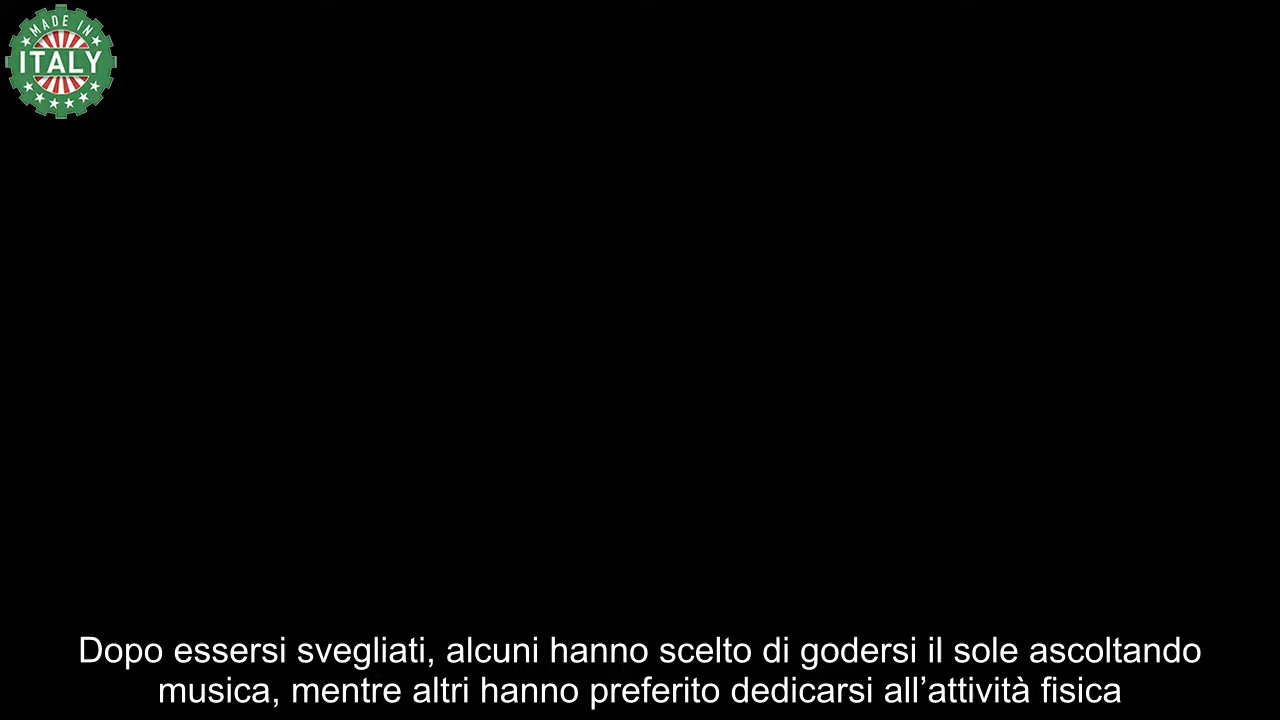 MADE IN
ITALY
Dopo essersi svegliati, alcuni hanno scelto di godersi il sole ascoltando
musica, mentre altri hanno preferito dedicarsi all’attività fisica